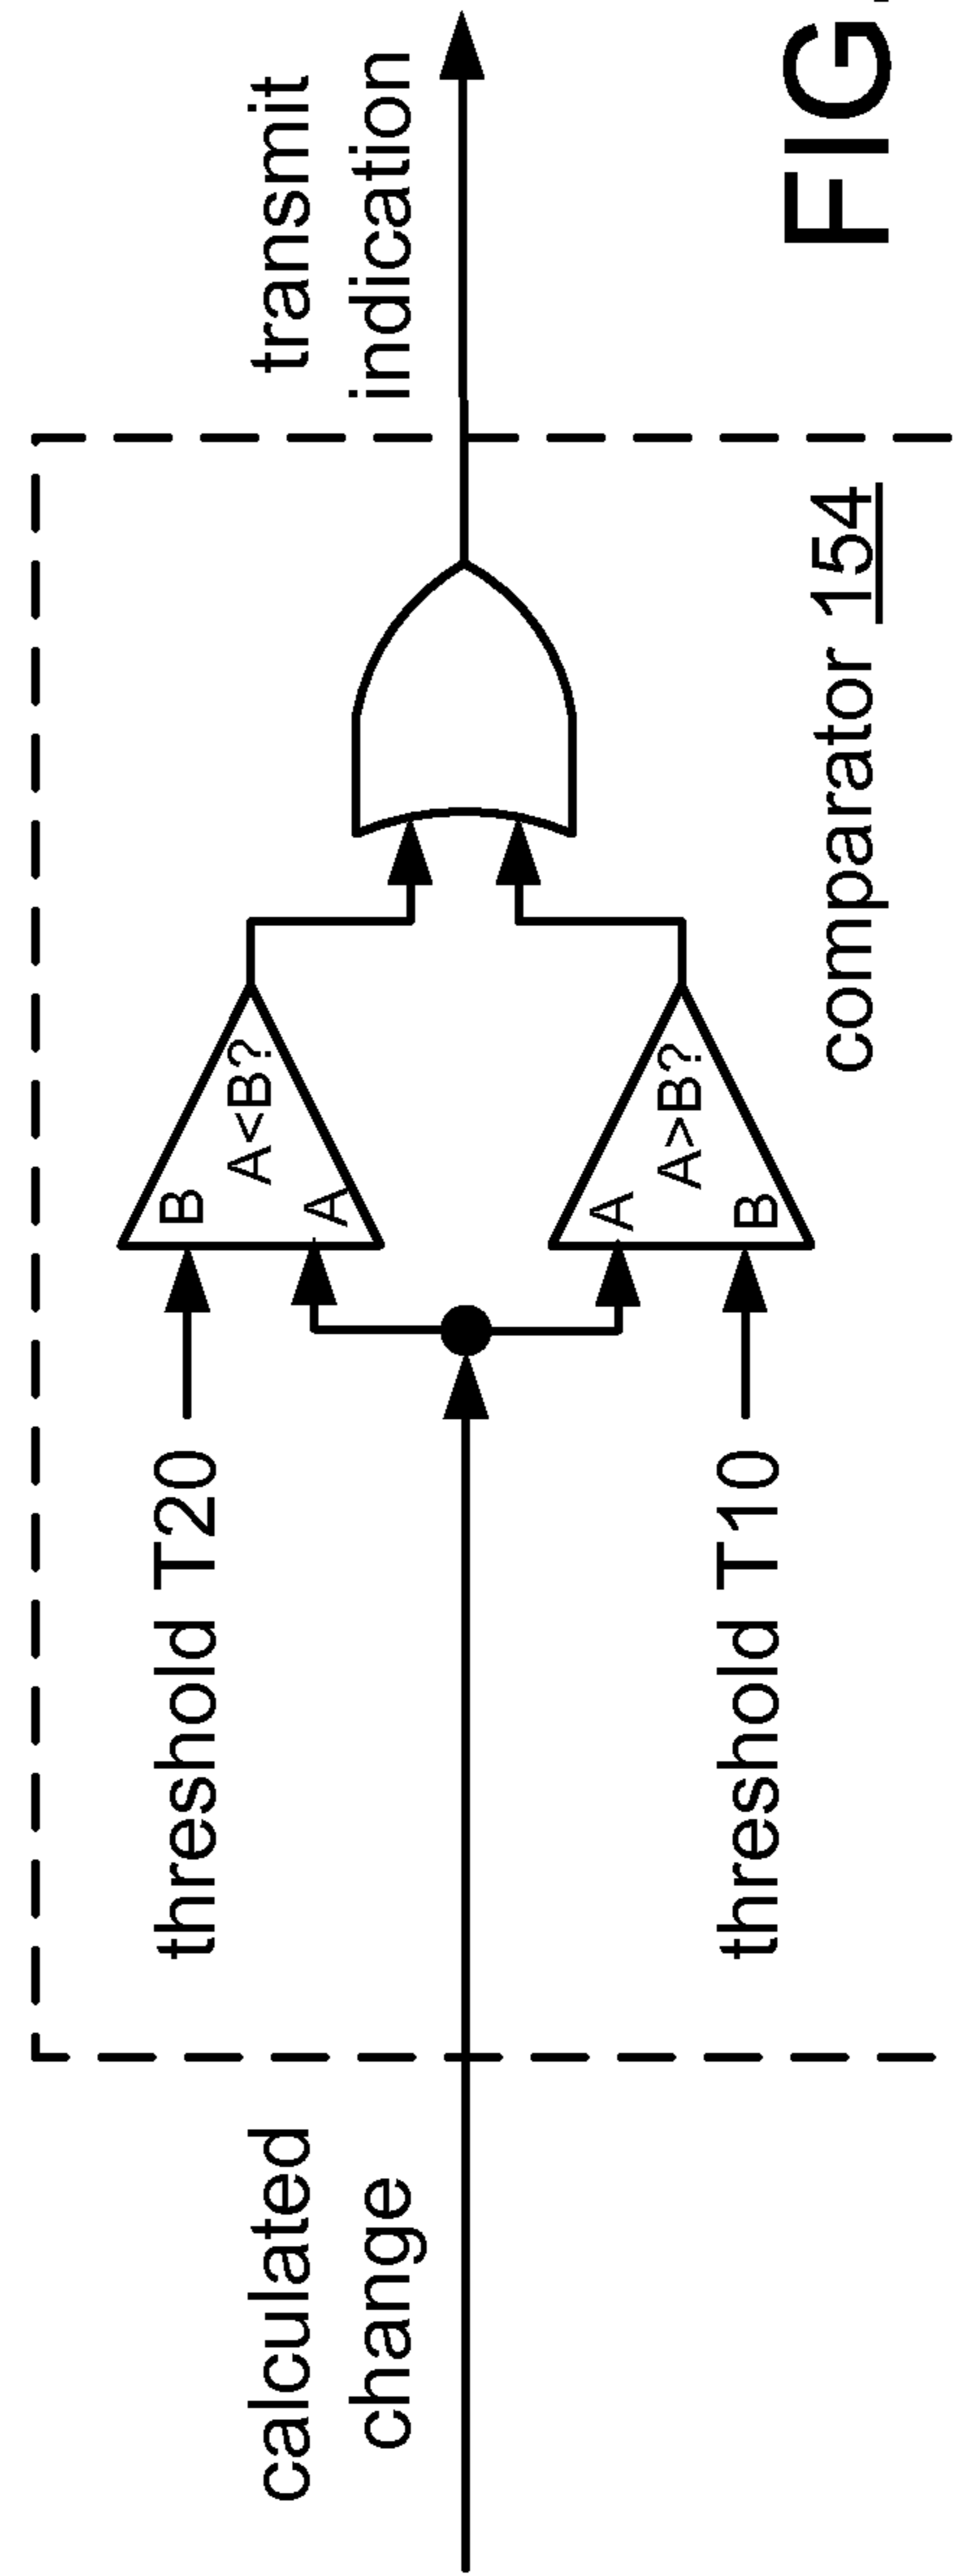 calculated
change
threshold T20
threshold T10
B
A<B?
A
A
A>B?
B
transmit
indication
comparator 154
FIG.